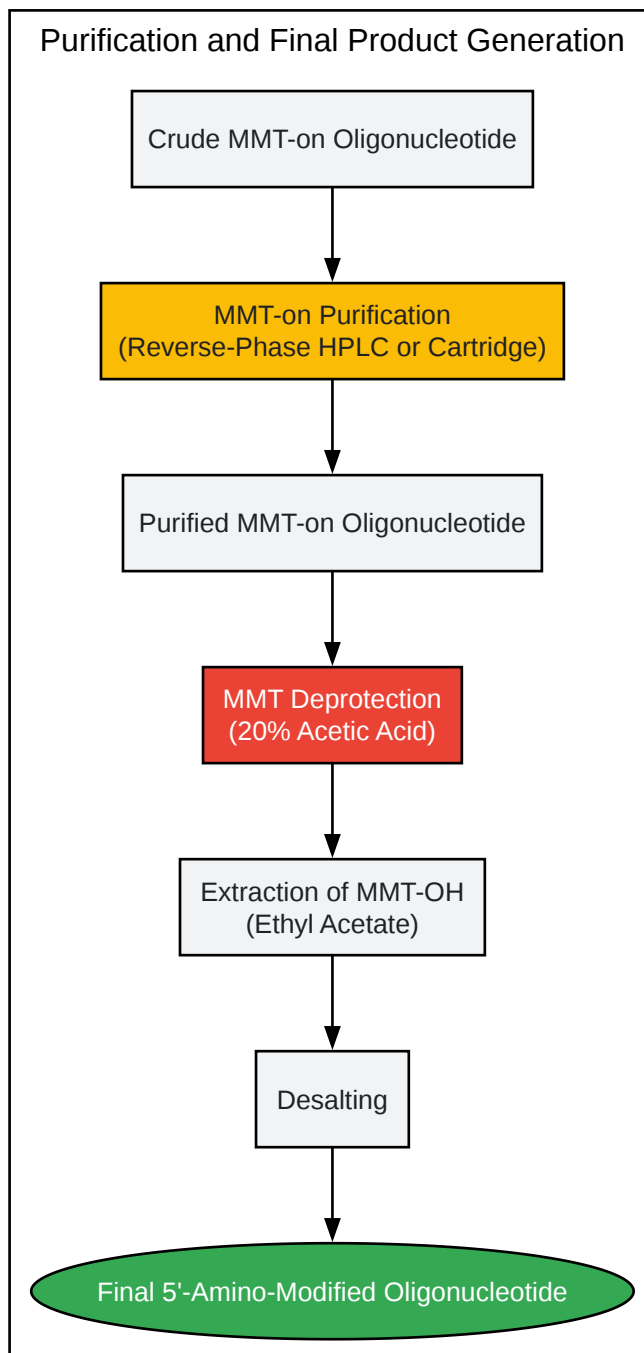 Purification and Final Product Generation
Crude MMT-on Oligonucleotide
MMT-on Purification
(Reverse-Phase HPLC or Cartridge)
Purified MMT-on Oligonucleotide
MMT Deprotection
(20% Acetic Acid)
Extraction of MMT-OH
(Ethyl Acetate)
Desalting
Final 5'-Amino-Modified Oligonucleotide